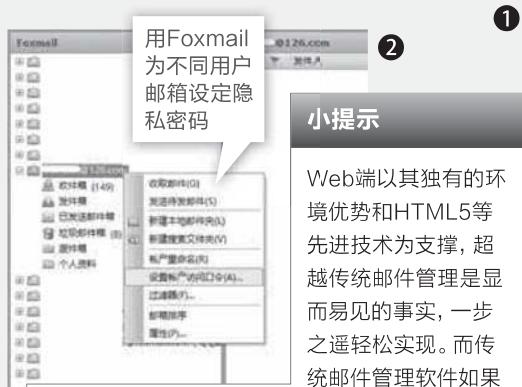 ❶
Foxmail
@126.com
❷
用Foxmail
为不同用户
邮箱设定隐
私密码
发件人
@126.com
收件箱 (149)
发件箱
已发送邮件箱
垃圾邮件箱 (8)
废件箱
个人资料
收取邮件(G)
发送待发邮件(S)
新建本地邮件夹(L)
新建搜索文件夹(V)
帐户重命名(R)
设置帐户访问口令(A)...
过滤器(F)...
邮箱排序
属性(P)...
小提示
Web端以其独有的环
境优势和HTML5等
先进技术为支撑，超
越传统邮件管理是显
而易见的事实，一步
之遥轻松实现。而传
统邮件管理软件如果